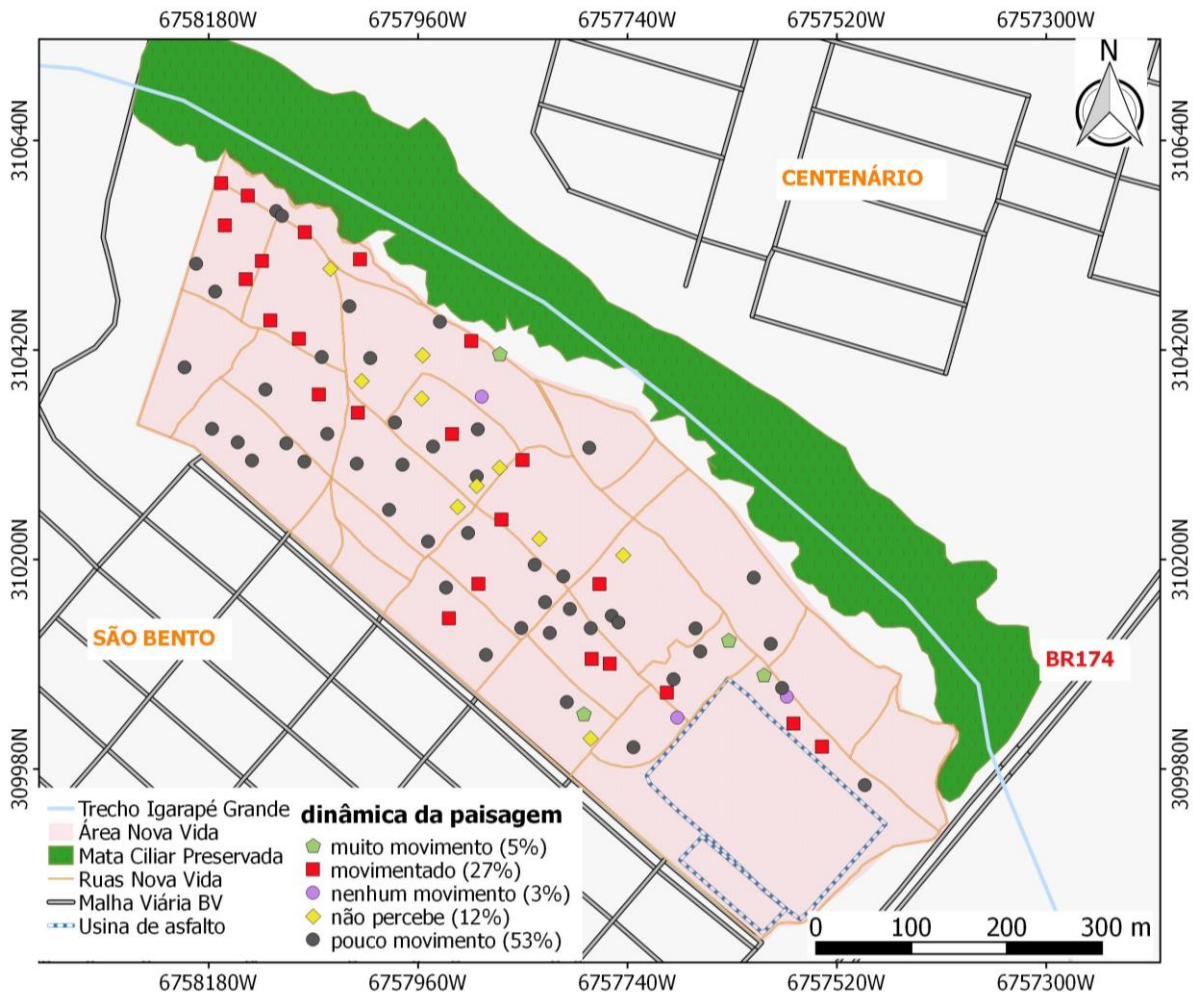 6758180W 6757960W 6757740W 6757520W 6757300W
N
310640N 310640N
CENTENÁRIO
310420N 310420N
310200N 310200N
SÃO BENTO
BR174
309980N 309980N
Trecho Igarapé Grande
Área Nova Vida
Mata Ciliar Preservada
Ruas Nova Vida
Malha Viária BV
Usina de asfalto
dinâmica da paisagem
muito movimento (5%)
movimentado (27%)
nenhum movimento (3%)
não percebe (12%)
pouco movimento (53%)
0 100 200 300 m
6758180W 6757960W 6757740W 6757520W 6757300W